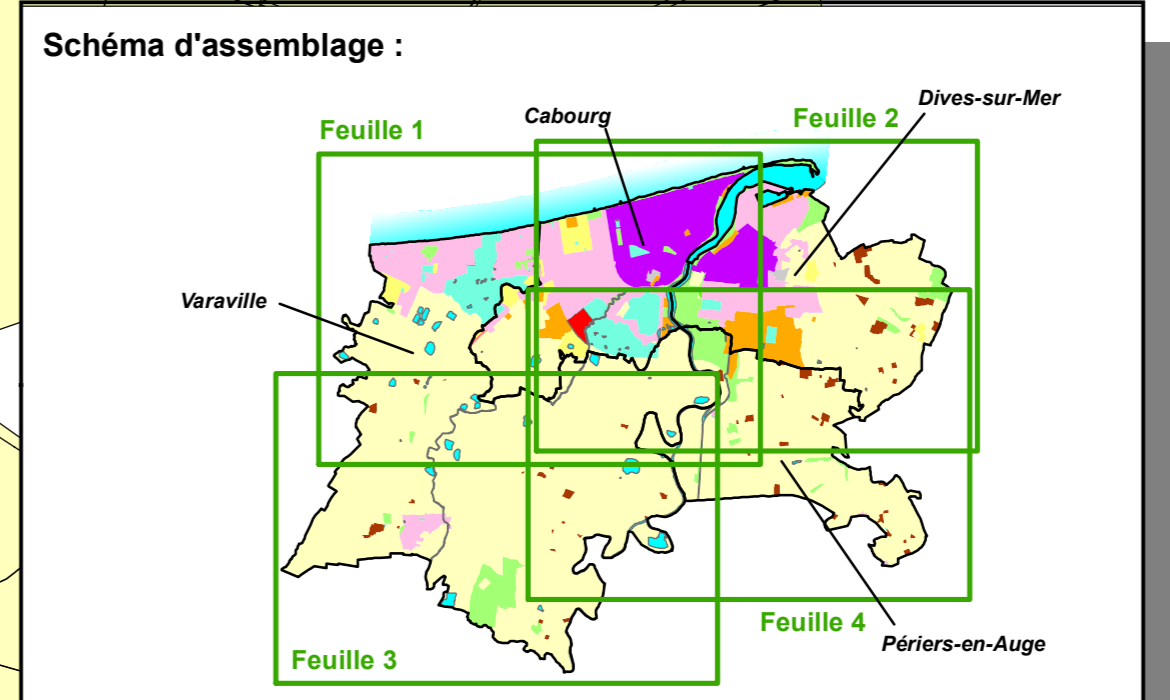 Schéma d'assemblage :
Dives-sur-Mer
Cabourg
Feuille 2
Feuille 1
Varaville
Feuille 4
Périers-en-Auge
Feuille 3